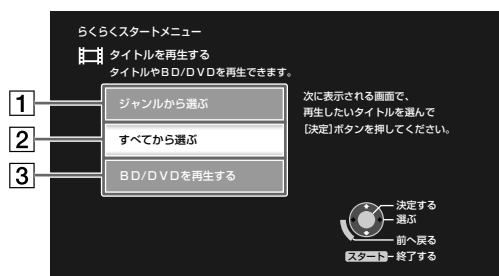 らくらくスタートメニュー
タイトルを再生する
タイトルやBD/DVDを再生できます。
1
ジャンルから選ぶ
2
すべてから選ぶ
3
BD/DVDを再生する
次に表示される画面で、
再生したいタイトルを選んで
[決定]ボタンを押してください。
決定する
選ぶ
前へ戻る
スタート 終了する